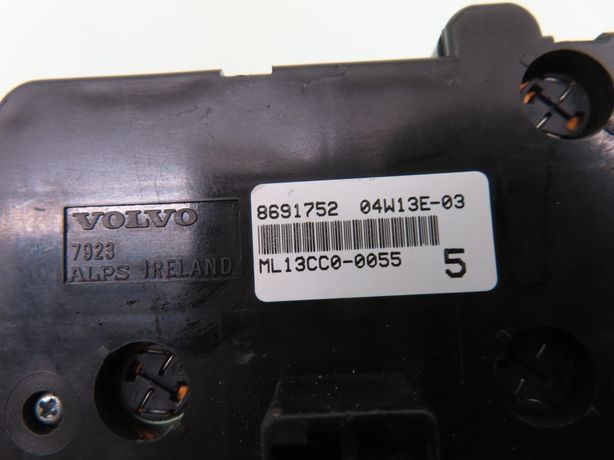 VOLVO
7923
ALPS IRELAND
8691752 04W13E-03
ML13CC0-0055 5